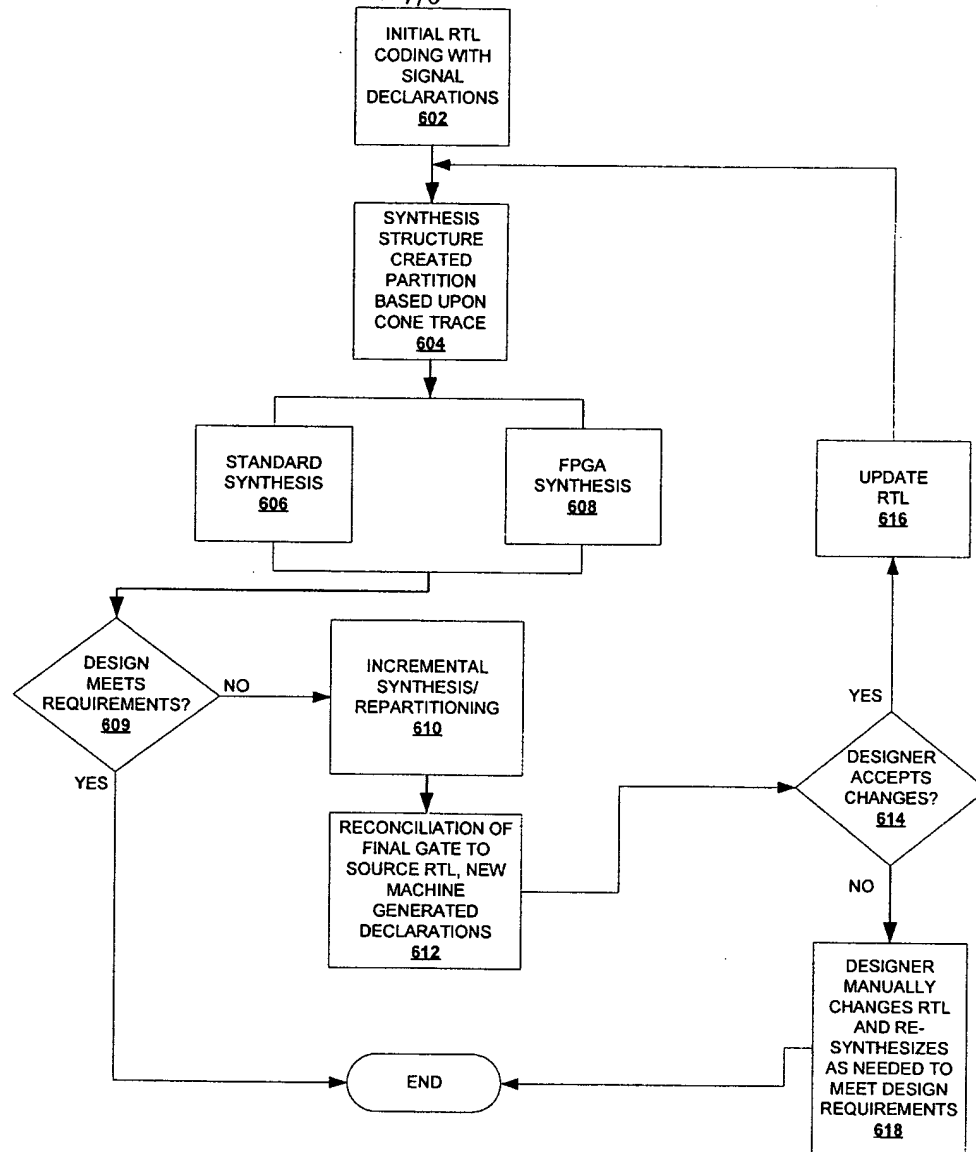 INITIAL RTL
CODING WITH
SIGNAL
DECLARATIONS
602
SYNTHESIS
STRUCTURE
CREATED
PARTITION
BASED UPON
CONE TRACE
604
STANDARD
SYNTHESIS
606
FPGA
SYNTHESIS
608
UPDATE
RTL
616
DESIGN
MEETS
REQUIREMENTS?
609
NO
YES
INCREMENTAL
SYNTHESIS/
REPARTITIONING
610
RECONCILIATION OF
FINAL GATE TO
SOURCE RTL, NEW
MACHINE
GENERATED
DECLARATIONS
612
YES
DESIGNER
ACCEPTS
CHANGES?
614
NO
DESIGNER
MANUALLY
CHANGES RTL
AND RE-
SYNTHESIZES
AS NEEDED TO
MEET DESIGN
REQUIREMENTS
618
END